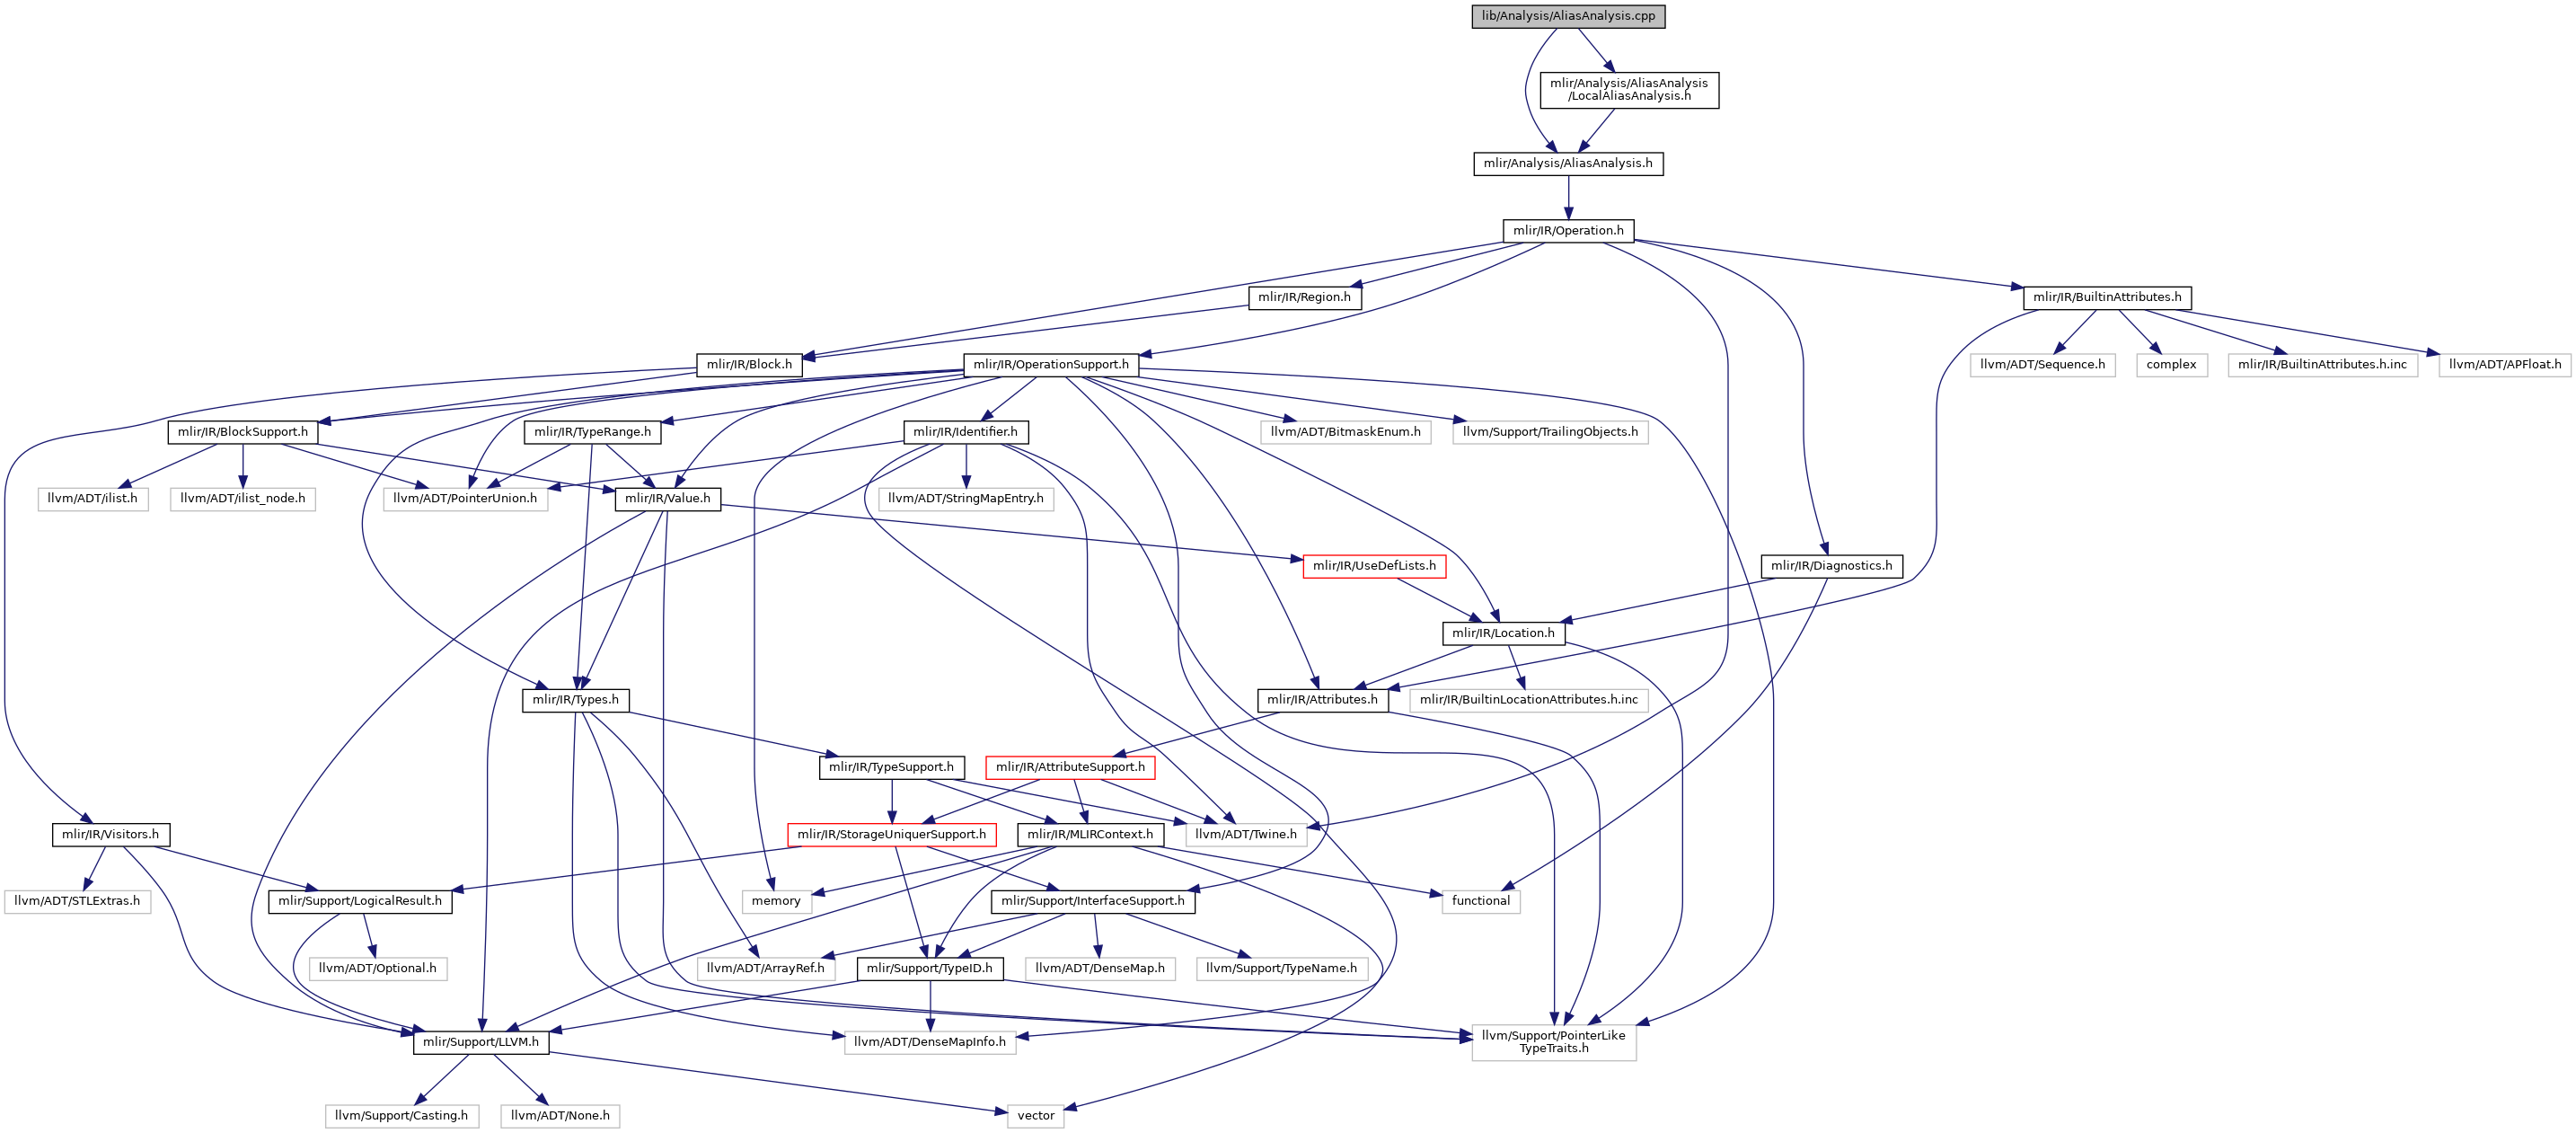 lib/Analysis/AliasAnalysis.cpp
mlir/Analysis/AliasAnalysis
/LocalAliasAnalysis.h
mlir/Analysis/AliasAnalysis.h
mlir/IR/Operation.h
mlir/IR/Region.h
mlir/IR/BuiltinAttributes.h
mlir/IR/Block.h
mlir/IR/OperationSupport.h
llvm/ADT/Sequence.h
complex
mlir/IR/BuiltinAttributes.h.inc
llvm/ADT/APFloat.h
mlir/IR/BlockSupport.h
mlir/IR/TypeRange.h
mlir/IR/Identifier.h
llvm/ADT/BitmaskEnum.h
llvm/Support/TrailingObjects.h
llvm/ADT/ilist.h
llvm/ADT/ilist_node.h
llvm/ADT/PointerUnion.h
mlir/IR/Value.h
llvm/ADT/StringMapEntry.h
mlir/IR/UseDefLists.h
mlir/IR/Diagnostics.h
mlir/IR/Location.h
mlir/IR/Types.h
mlir/IR/Attributes.h
mlir/IR/BuiltinLocationAttributes.h.inc
mlir/IR/TypeSupport.h
mlir/IR/AttributeSupport.h
mlir/IR/Visitors.h
mlir/IR/StorageUniquerSupport.h
mlir/IR/MLIRContext.h
llvm/ADT/Twine.h
llvm/ADT/STLExtras.h
mlir/Support/LogicalResult.h
memory
mlir/Support/InterfaceSupport.h
functional
llvm/ADT/Optional.h
llvm/ADT/ArrayRef.h
mlir/Support/TypeID.h
llvm/ADT/DenseMap.h
llvm/Support/TypeName.h
mlir/Support/LLVM.h
llvm/ADT/DenseMapInfo.h
llvm/Support/PointerLike
TypeTraits.h
llvm/Support/Casting.h
llvm/ADT/None.h
vector